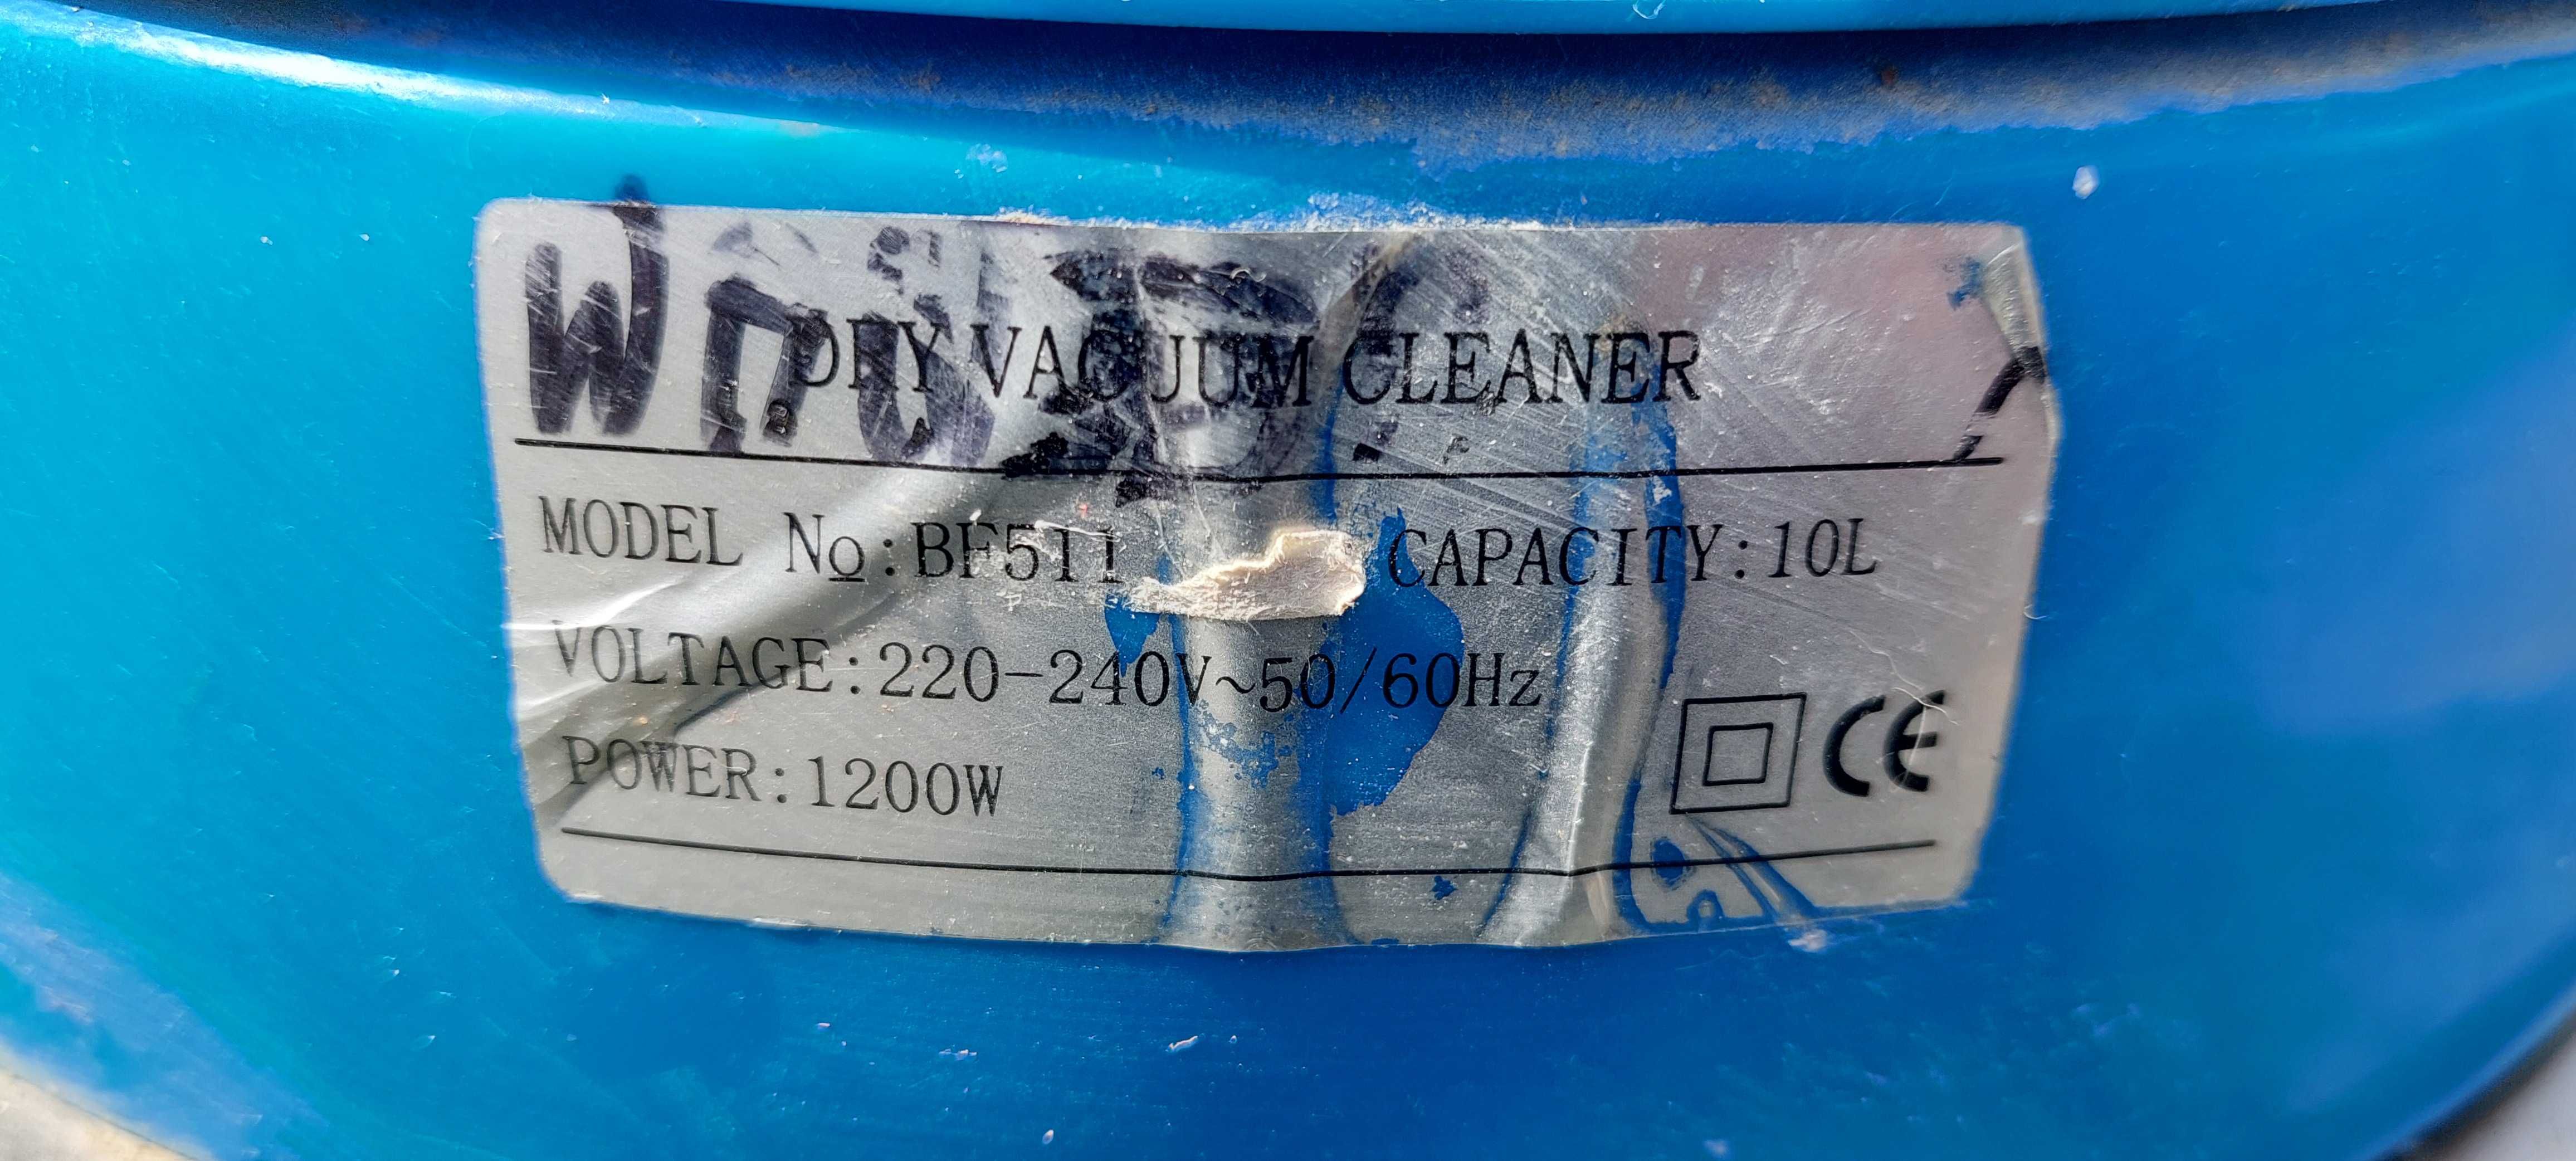 DRY VACUUM CLEANER
MODEL No:BF511 CAPACITY:10L
VOLTAGE:220-240V~50/60Hz
POWER:1200W
CE